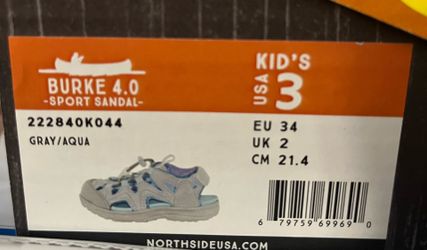 BURKE 4.0
-SPORT SANDAL-
KID'S
USA 3
222840K044
GRAY/AQUA
EU 34
UK 2
CM 21.4
6 79759 69969 0
NORTHSIDEUSA.COM